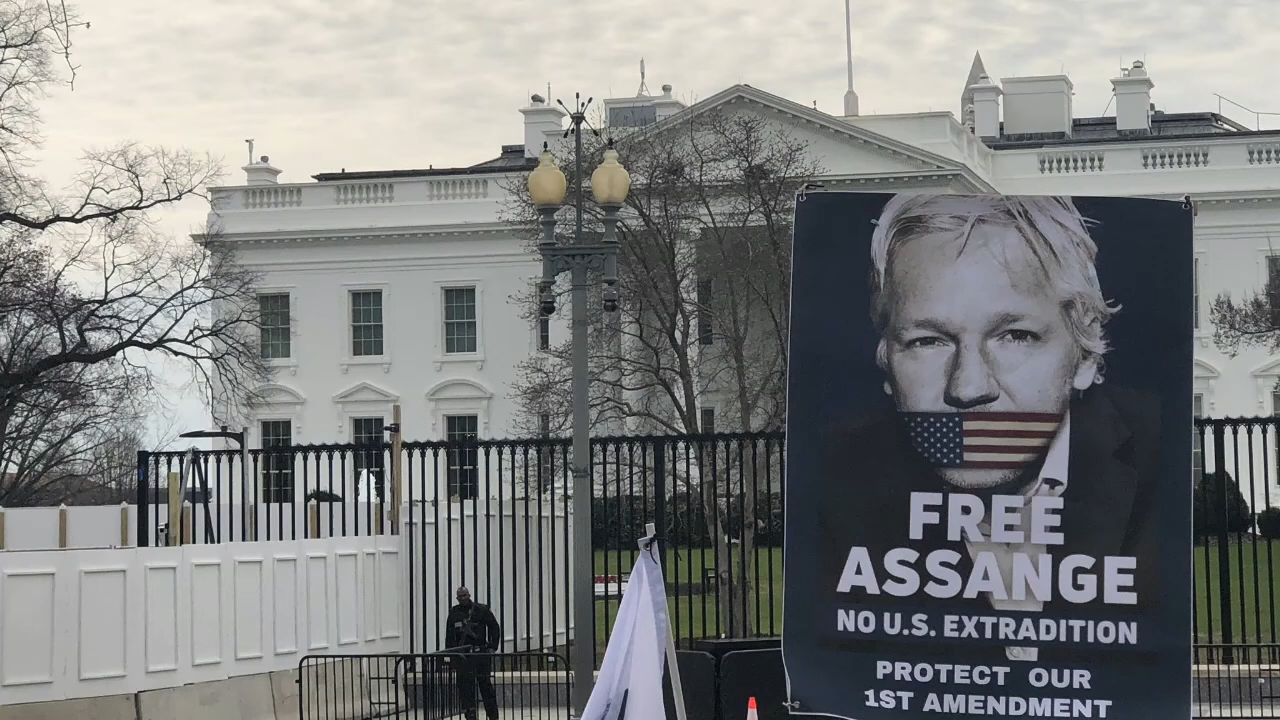 FREE
ASSANGE
NO U.S. EXTRADITION
PROTECT OUR
1ST AMENDMENT